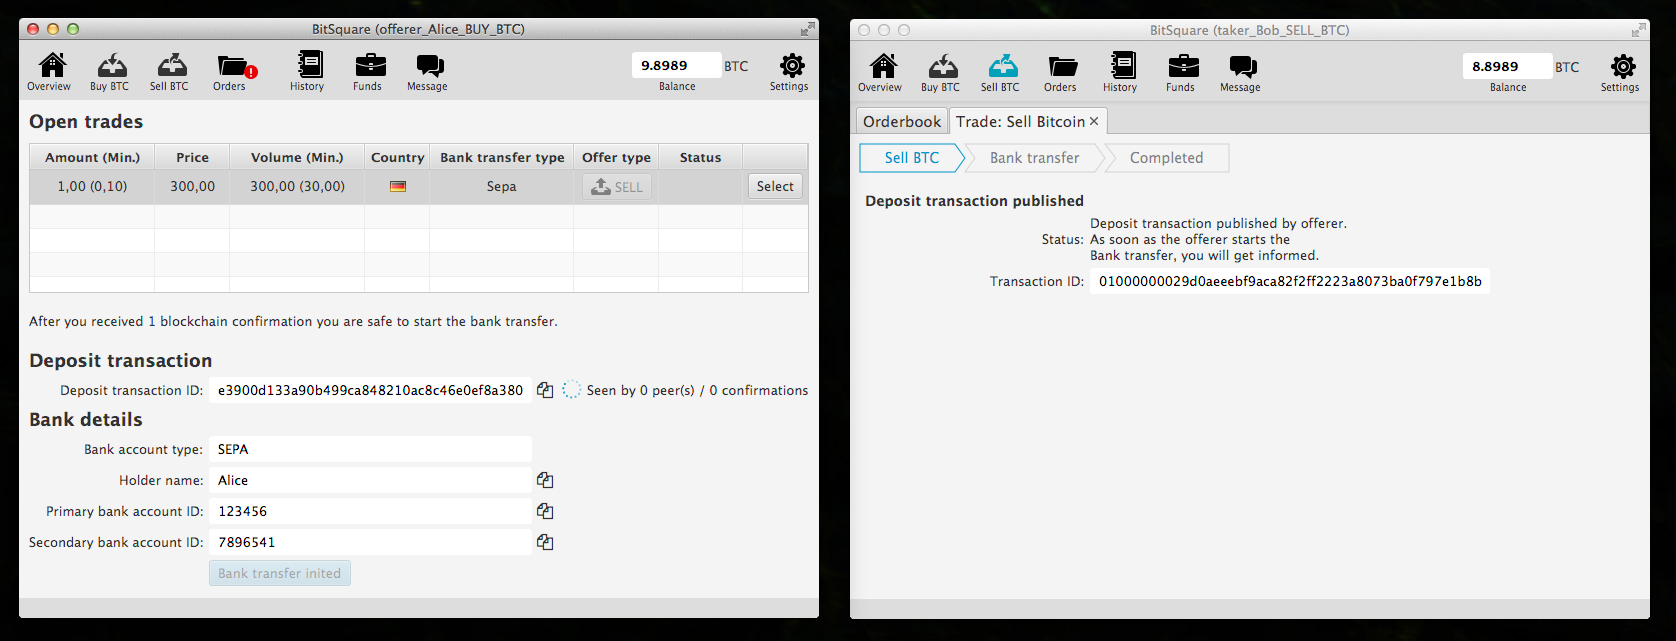 BitSquare (offerer_Alice_BUY_BTC)
Overview Buy BTC Sell BTC Orders ! History Funds Message 9.8989 BTC Balance Settings
Open trades
Amount (Min.) Price Volume (Min.) Country Bank transfer type Offer type Status
1,00 (0,10) 300,00 300,00 (30,00) Sepa SELL Select
After you received 1 blockchain confirmation you are safe to start the bank transfer.
Deposit transaction
Deposit transaction ID: e3900d133a90b499ca848210ac8c46e0ef8a380 Seen by 0 peer(s) / 0 confirmations
Bank details
Bank account type: SEPA
Holder name: Alice
Primary bank account ID: 123456
Secondary bank account ID: 7896541
Bank transfer inited
BitSquare (taker_Bob_SELL_BTC)
Overview Buy BTC Sell BTC Orders History Funds Message 8.8989 BTC Balance Settings
Orderbook Trade: Sell Bitcoin ×
Sell BTC Bank transfer Completed
Deposit transaction published
Deposit transaction published by offerer.
Status: As soon as the offerer starts the
Bank transfer, you will get informed.
Transaction ID: 01000000029d0aeeebf9aca82f2ff2223a8073ba0f797e1b8b